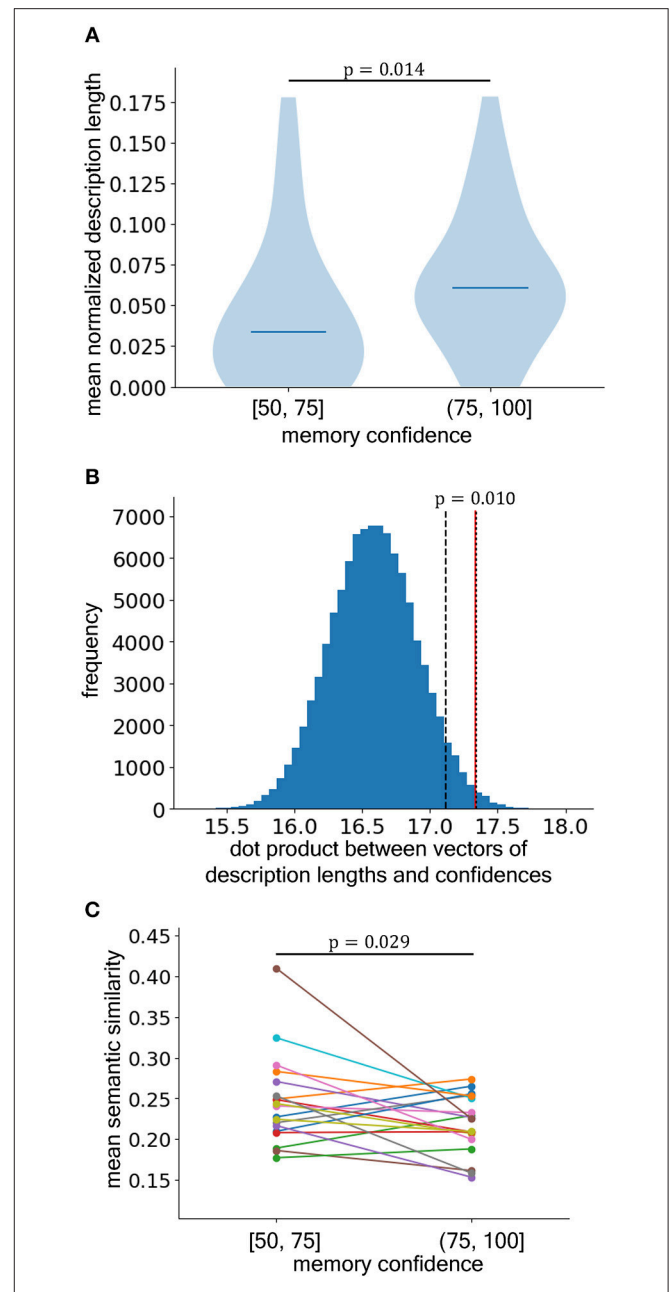 A
p = 0.014
mean normalized description length
0.175
0.150
0.125
0.100
0.075
0.050
0.025
0.000
[50, 75]
(75, 100]
memory confidence
B
p = 0.010
frequency
7000
6000
5000
4000
3000
2000
1000
0
15.5
16.0
16.5
17.0
17.5
18.0
dot product between vectors of
description lengths and confidences
C
p = 0.029
mean semantic similarity
0.45
0.40
0.35
0.30
0.25
0.20
0.15
[50, 75]
(75, 100]
memory confidence